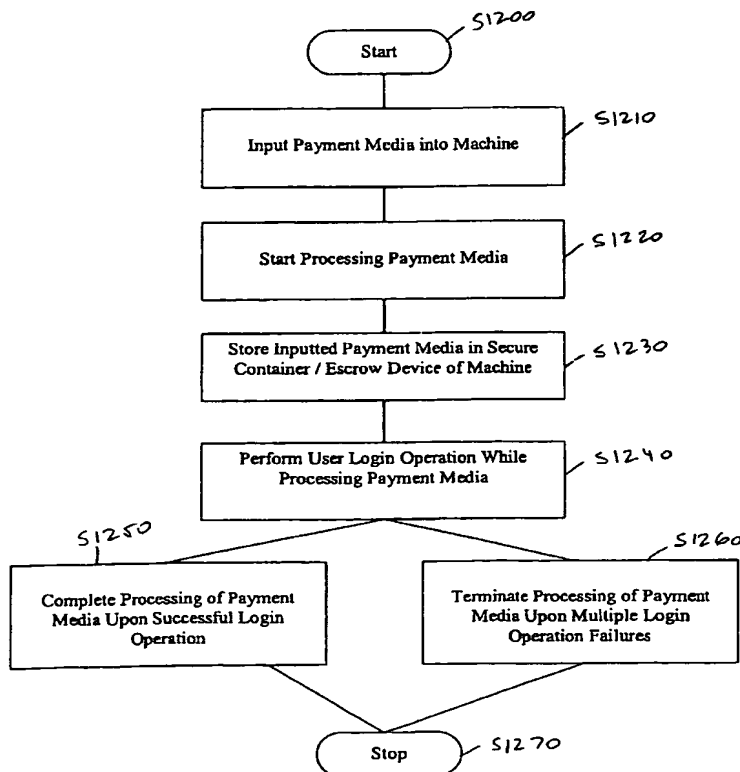 S1200
Start
S1210
Input Payment Media into Machine
S1220
Start Processing Payment Media
S1230
Store Inputted Payment Media in Secure
Container / Escrow Device of Machine
S1240
Perform User Login Operation While
Processing Payment Media
S1250
S1260
Complete Processing of Payment
Media Upon Successful Login
Operation
Terminate Processing of Payment
Media Upon Multiple Login
Operation Failures
Stop
S1270